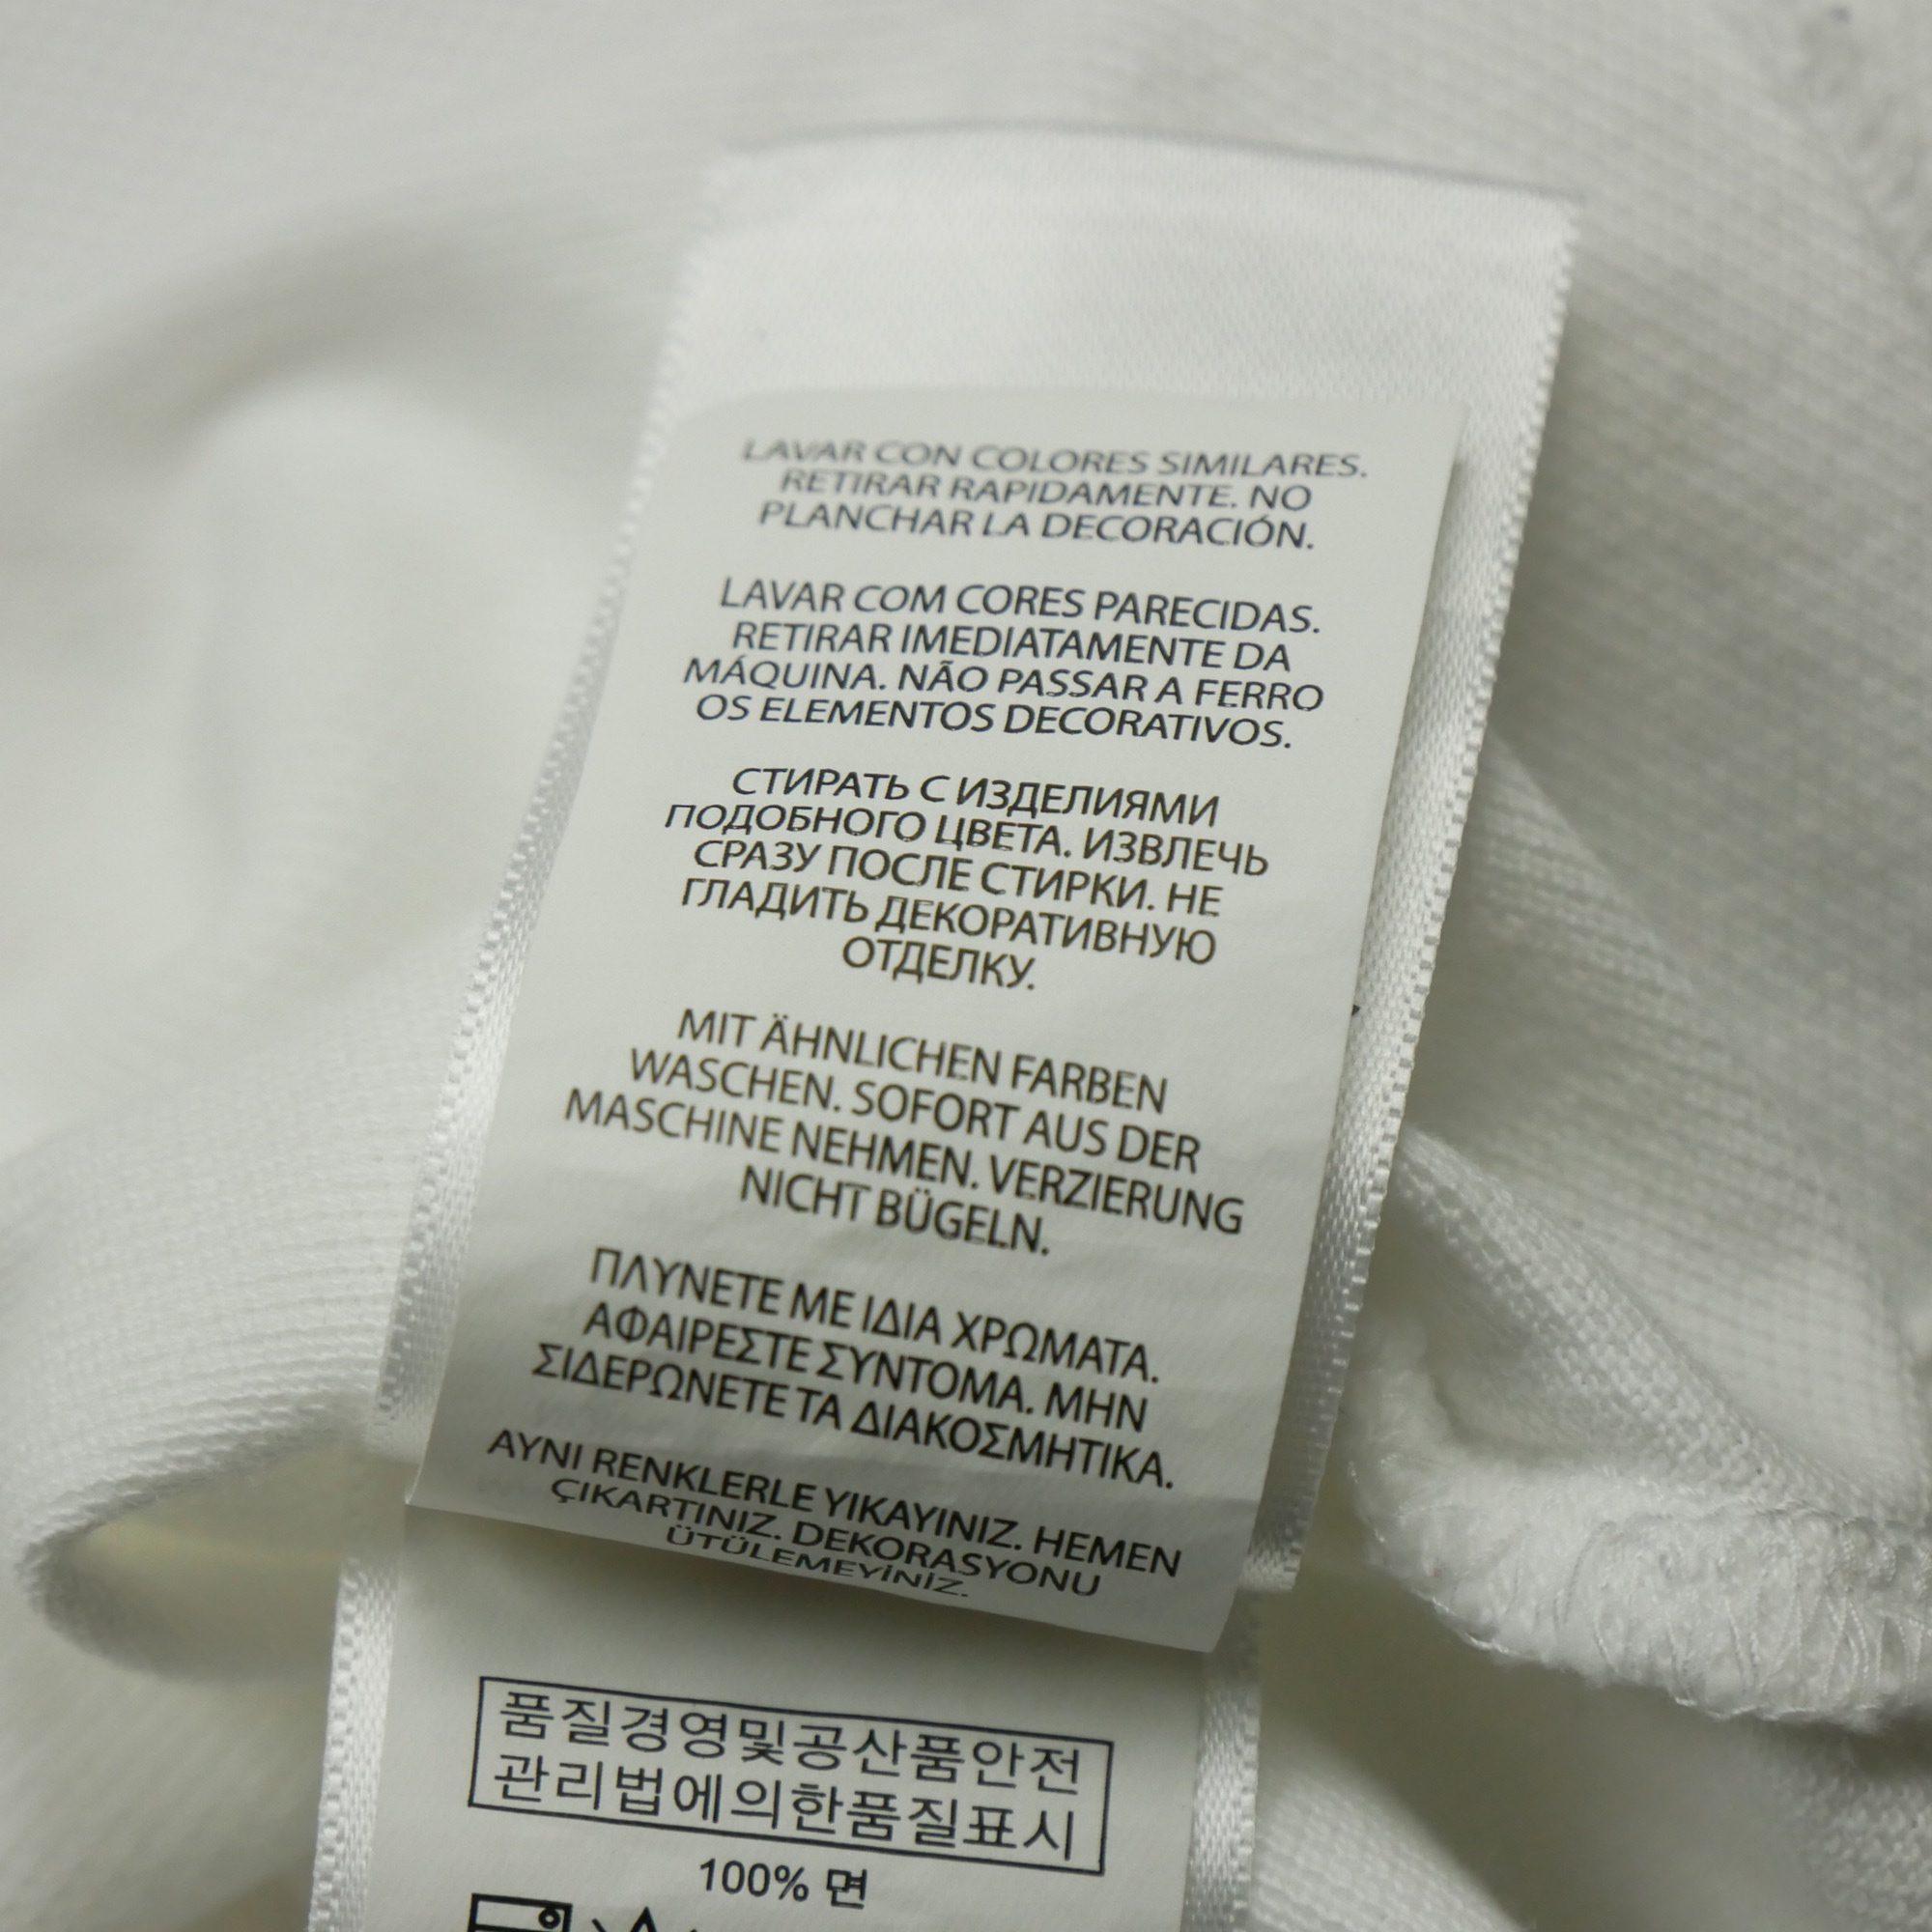 LAVAR CON COLORES SIMILARES.
RETIRAR RAPIDAMENTE. NO
PLANCHAR LA DECORACIÓN.
LAVAR COM CORES PARECIDAS.
RETIRAR IMEDIATAMENTE DA
MÁQUINA. NÃO PASSAR A FERRO
OS ELEMENTOS DECORATIVOS.
СТИРАТЬ С ИЗДЕЛИЯМИ
ПОДОБНОГО ЦВЕТА. ИЗВЛЕЧЬ
СРАЗУ ПОСЛЕ СТИРКИ. НЕ
ГЛАДИТЬ ДЕКОРАТИВНУЮ
ОТДЕЛКУ.
MIT ÄHNLICHEN FARBEN
WASCHEN. SOFORT AUS DER
MASCHINE NEHMEN. VERZIERUNG
NICHT BÜGELN.
ΠΛΥΝΕΤΕ ΜΕ ΙΔΙΑ ΧΡΩΜΑΤΑ.
ΑΦΑΙΡΕΣΤΕ ΣΥΝΤΟΜΑ. ΜΗΝ
ΣΙΔΕΡΩΝΕΤΕ ΤΑ ΔΙΑΚΟΣΜΗΤΙΚΑ.
AYNI RENKLERLE YIKAYINIZ. HEMEN
ÇIKARTINIZ. DEKORASYONU
ÜTÜLEMEYİNİZ.
품질경영및공산품안전
관리법에의한품질표시
100% 면